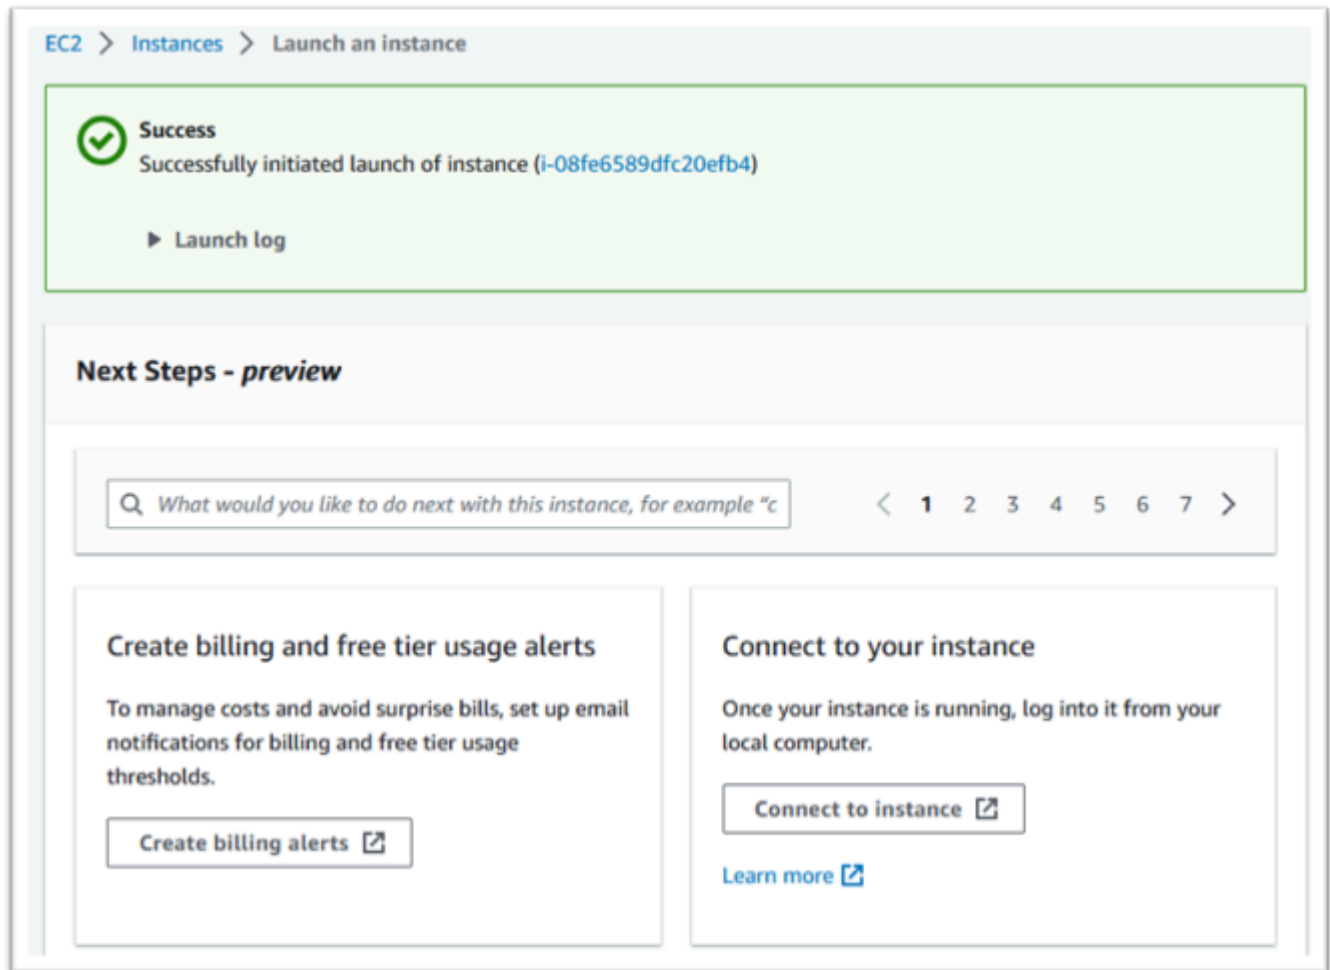 EC2 > Instances > Launch an instance
Success
Successfully initiated launch of instance (i-08fe6589dfc20efb4)
Launch log
Next Steps - preview
What would you like to do next with this instance, for example “c
1 2 3 4 5 6 7
Create billing and free tier usage alerts
To manage costs and avoid surprise bills, set up email
notifications for billing and free tier usage
thresholds.
Create billing alerts
Connect to your instance
Once your instance is running, log into it from your
local computer.
Connect to instance
Learn more